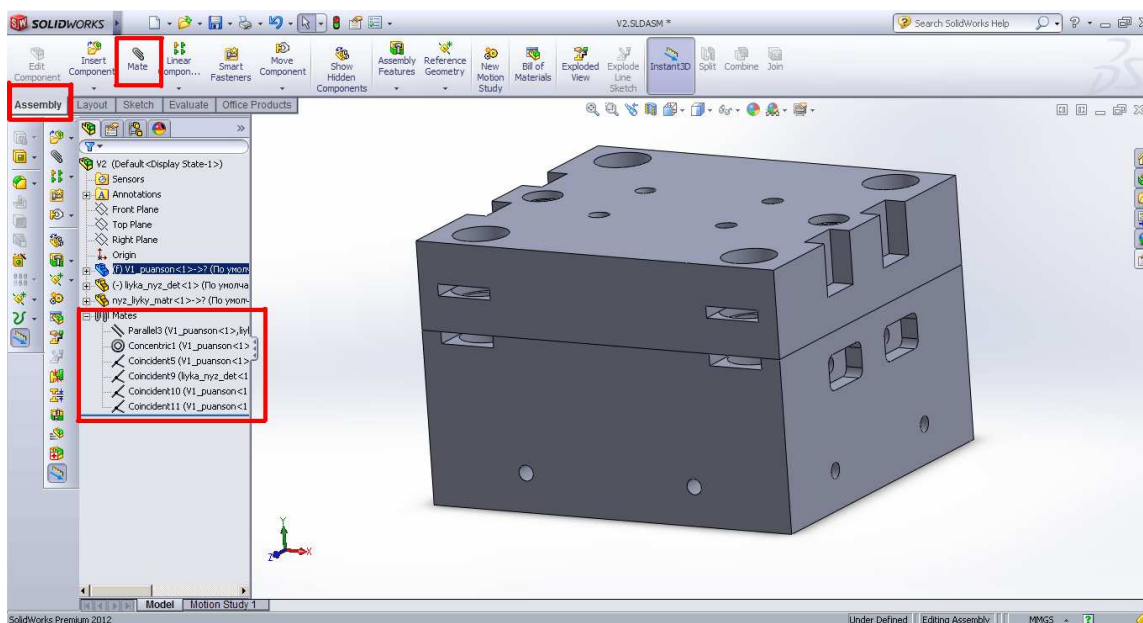 SOLIDWORKS
V2.SLDASM *
Search SolidWorks Help
Edit Component
Insert Component
Mate
Linear Compon...
Smart Fasteners
Move Component
Show Hidden Components
Assembly Features
Reference Geometry
New Motion Study
Bill of Materials
Exploded View
Explode Line Sketch
Instant3D
Split
Combine
Join
Assembly
Layout
Sketch
Evaluate
Office Products
V2 (Default<Display State-1>)
Sensors
Annotations
Front Plane
Top Plane
Right Plane
Origin
(f) V1_puanson<1>->? (По умолч
(-) liyka_nyz_det<1> (По умолча
nyz_liyky_matr<1>->? (По умолч
Mates
Parallel3 (V1_puanson<1>,liyl
Concentric1 (V1_puanson<1>
Coincident5 (V1_puanson<1>
Coincident9 (liyka_nyz_det<1
Coincident10 (V1_puanson<1
Coincident11 (V1_puanson<1
Y
X
Z
Model
Motion Study 1
SolidWorks Premium 2012
Under Defined
Editing Assembly
MMGS